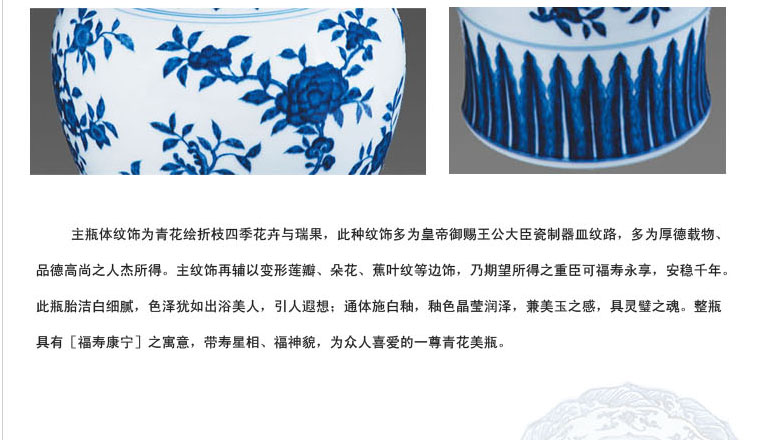 主瓶体纹饰为青花绘折枝四季花卉与瑞果，此种纹饰多为皇帝御赐王公大臣瓷制器皿纹路，多为厚德载物、
品德高尚之人杰所得。主纹饰再辅以变形莲瓣、朵花、蕉叶纹等边饰，乃期望所得之重臣可福寿永享，安稳千年。
此瓶胎洁白细腻，色泽犹如出浴美人，引人遐想；通体施白釉，釉色晶莹润泽，兼美玉之感，具灵璧之魂。整瓶
具有［福寿康宁］之寓意，带寿星相、福神貌，为众人喜爱的一尊青花美瓶。